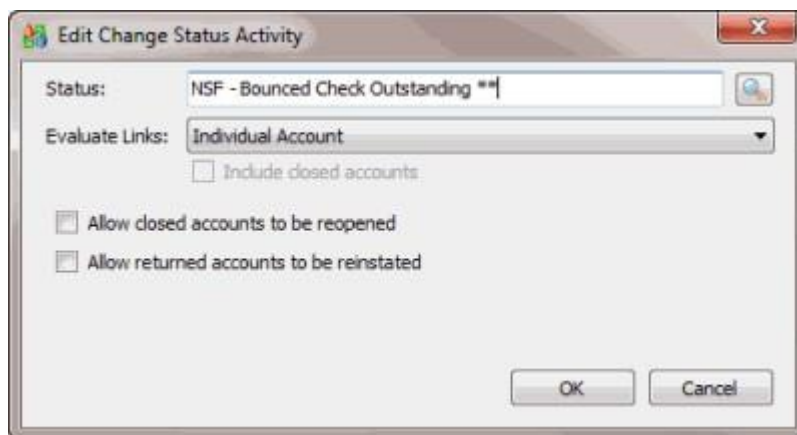 Edit Change Status Activity
Status: NSF - Bounced Check Outstanding **
Evaluate Links: Individual Account
Include closed accounts
Allow closed accounts to be reopened
Allow returned accounts to be reinstated
OK Cancel